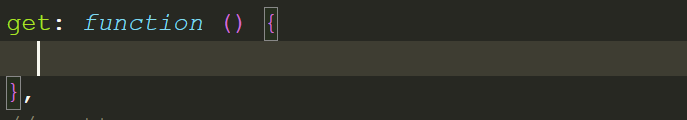 get: function () {
},